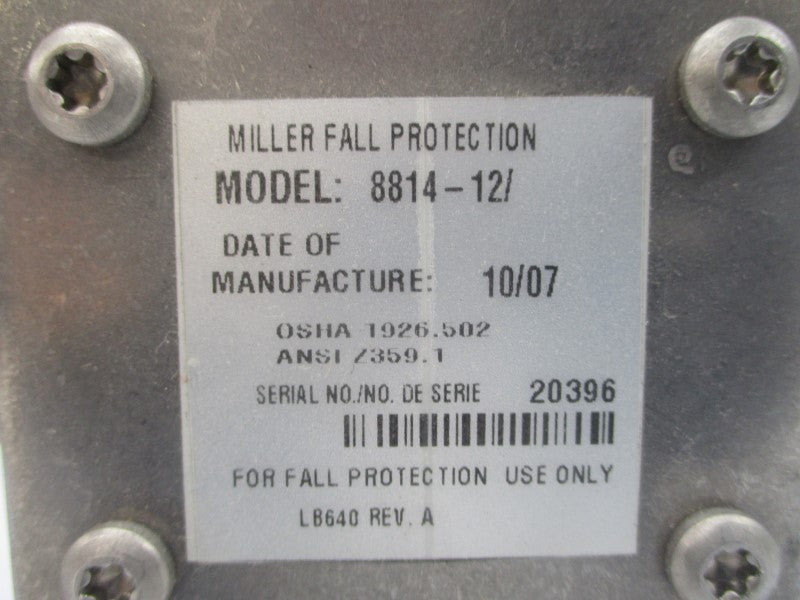 MILLER FALL PROTECTION
MODEL: 8814-12/
DATE OF
MANUFACTURE: 10/07
OSHA 1926.502
ANSI Z359.1
SERIAL NO./NO. DE SERIE 20396
FOR FALL PROTECTION USE ONLY
LB640 REV. A